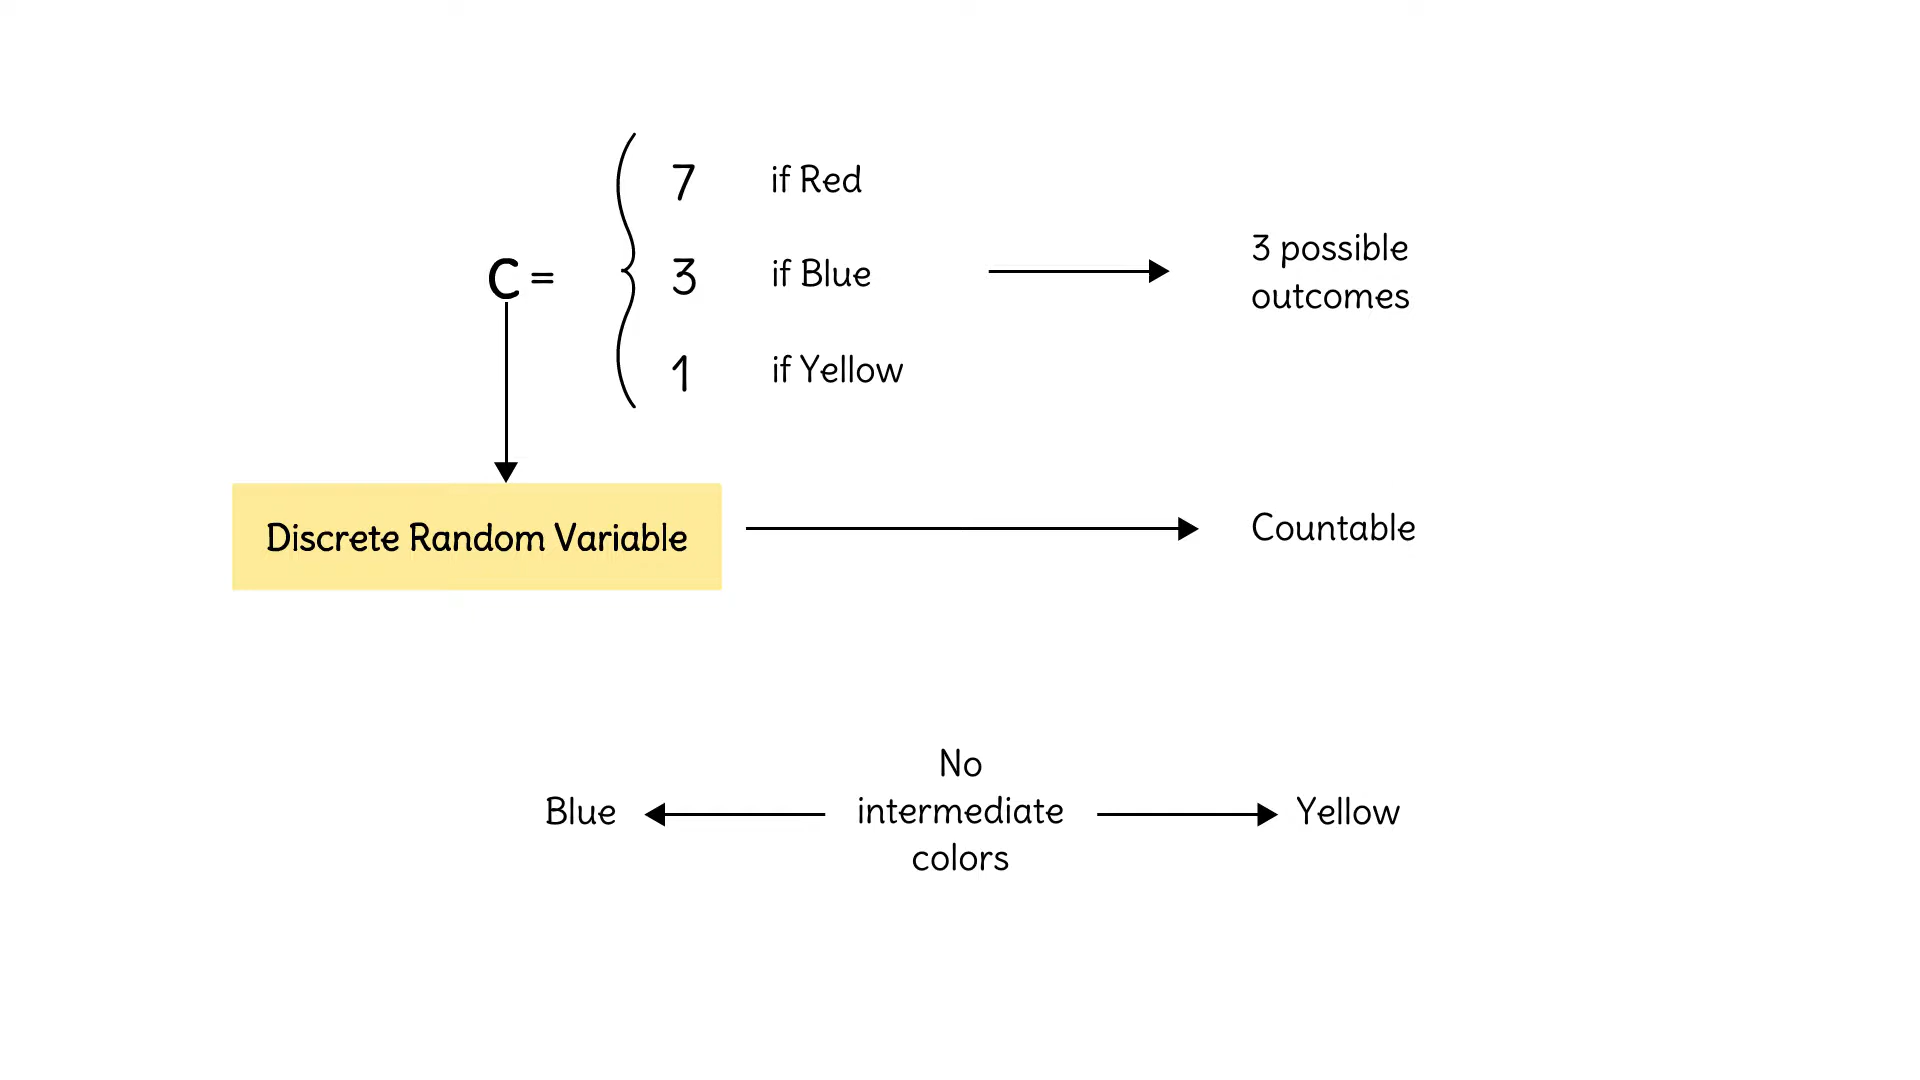 7 if Red
C = 3 if Blue
1 if Yellow
3 possible
outcomes
Discrete Random Variable
Countable
Blue
No
intermediate
colors
Yellow